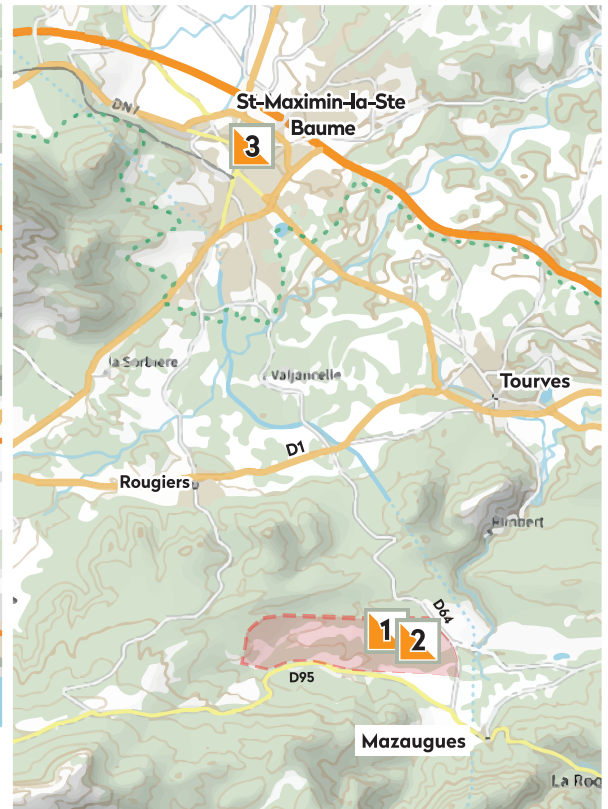 DN7
St-Maximin-la-Ste
Baume
3
la Sorbière
Valjancelle
Tourves
D1
Rougiers
Rimbert
D64
1
2
D95
Mazaugues
La Roq